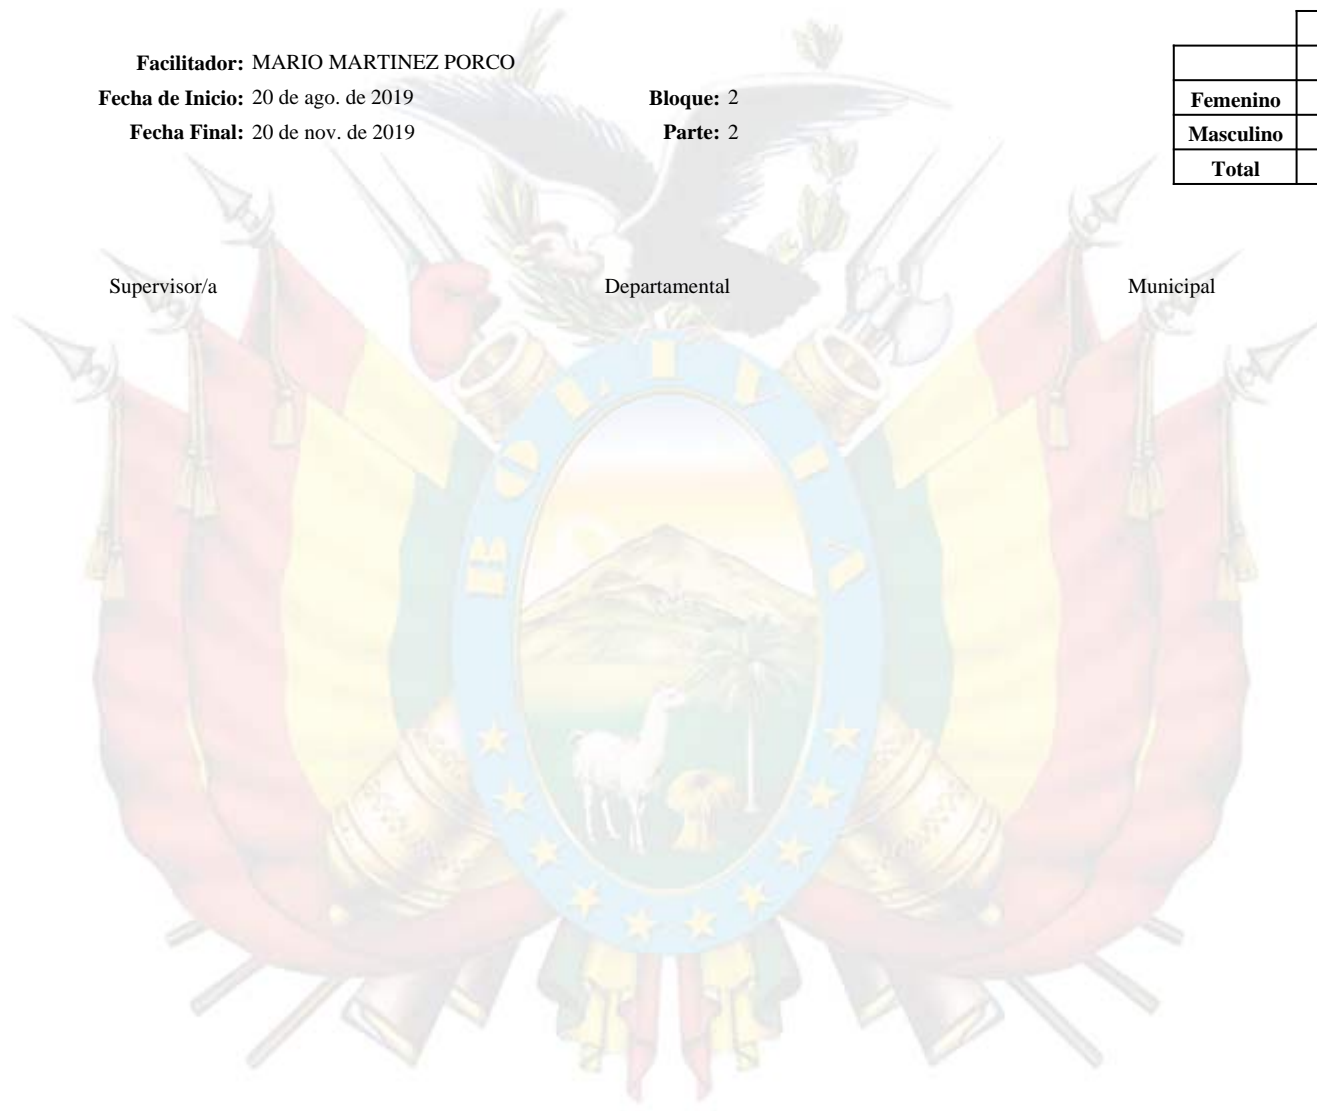 Facilitador: MARIO MARTINEZ PORCO
Fecha de Inicio: 20 de ago. de 2019 Bloque: 2
Fecha Final: 20 de nov. de 2019 Parte: 2
Femenino
Masculino
Total
Supervisor/a Departamental Municipal
BOLIVIA